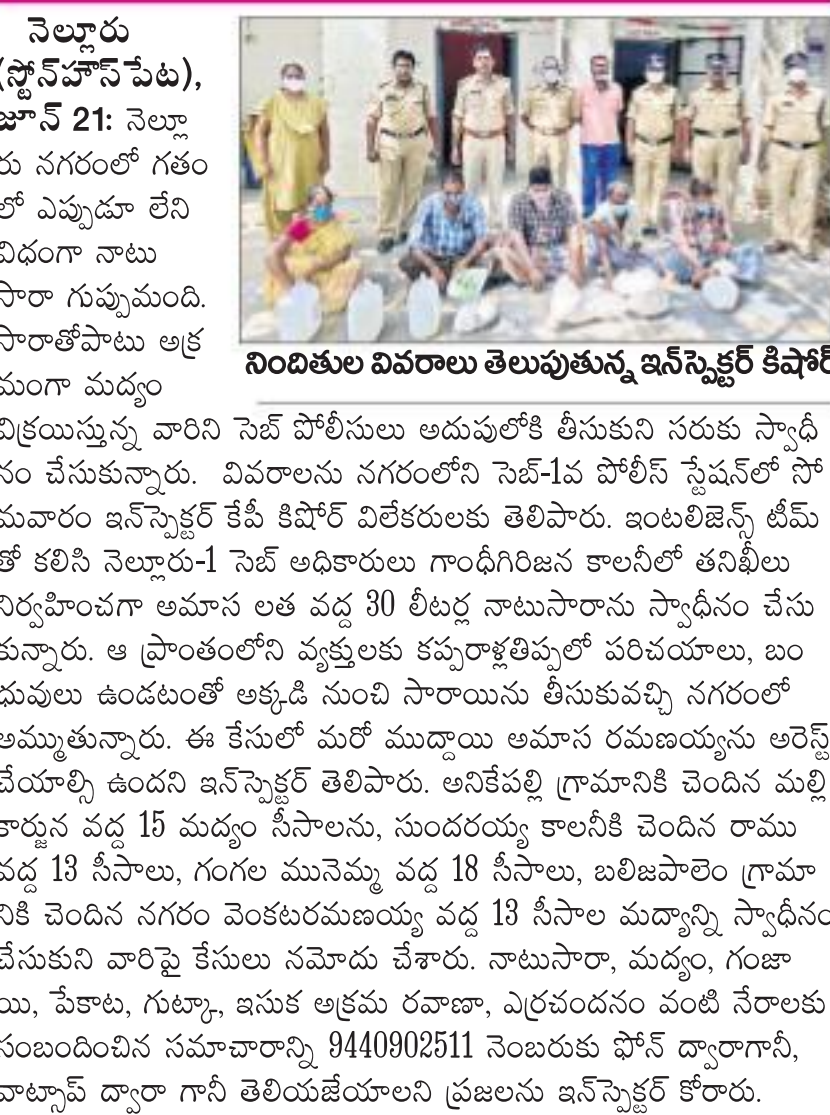 నెల్లూరు
(స్టోన్‌హౌస్ పేట),
జూన్ 21: నెల్లూ
రు నగరంలో గతం
లో ఎప్పుడూ లేని
విధంగా నాటు
సారా గుప్పుమంది.
సారాతోపాటు అక్ర
మంగా మద్యం
నిందితుల వివరాలు తెలుపుతున్న ఇన్‌స్పెక్టర్ కిషోర్
విక్రయిస్తున్న వారిని సెబ్ పోలీసులు అదుపులోకి తీసుకుని సరుకు స్వాధీ
నం చేసుకున్నారు. వివరాలను నగరంలోని సెబ్-1వ పోలీస్ స్టేషన్‌లో సో
మవారం ఇన్‌స్పెక్టర్ కేపీ కిషోర్ విలేకరులకు తెలిపారు. ఇంటలిజెన్స్ టీమ్
తో కలిసి నెల్లూరు-1 సెబ్ అధికారులు గాంధీగిరిజన కాలనీలో తనిఖీలు
నిర్వహించగా అమాస లత వద్ద 30 లీటర్ల నాటుసారాను స్వాధీనం చేసు
కున్నారు. ఆ ప్రాంతంలోని వ్యక్తులకు కప్పరాళ్లతిప్పలో పరిచయాలు, బం
ధువులు ఉండటంతో అక్కడి నుంచి సారాయిను తీసుకువచ్చి నగరంలో
అమ్ముతున్నారు. ఈ కేసులో మరో ముద్దాయి అమాస రమణయ్యను అరెస్ట్
చేయాల్సి ఉందని ఇన్‌స్పెక్టర్ తెలిపారు. అనికేపల్లి గ్రామానికి చెందిన మల్లి
కార్జున వద్ద 15 మద్యం సీసాలను, సుందరయ్య కాలనీకి చెందిన రాము
వద్ద 13 సీసాలు, గంగల మునెమ్మ వద్ద 18 సీసాలు, బలిజపాలెం గ్రామా
నికి చెందిన నగరం వెంకటరమణయ్య వద్ద 13 సీసాల మద్యాన్ని స్వాధీనం
చేసుకుని వారిపై కేసులు నమోదు చేశారు. నాటుసారా, మద్యం, గంజా
యి, పేకాట, గుట్కా, ఇసుక అక్రమ రవాణా, ఎర్రచందనం వంటి నేరాలకు
సంబందించిన సమాచారాన్ని 9440902511 నెంబరుకు ఫోన్ ద్వారాగానీ,
వాట్సాప్ ద్వారా గానీ తెలియజేయాలని ప్రజలను ఇన్‌స్పెక్టర్ కోరారు.